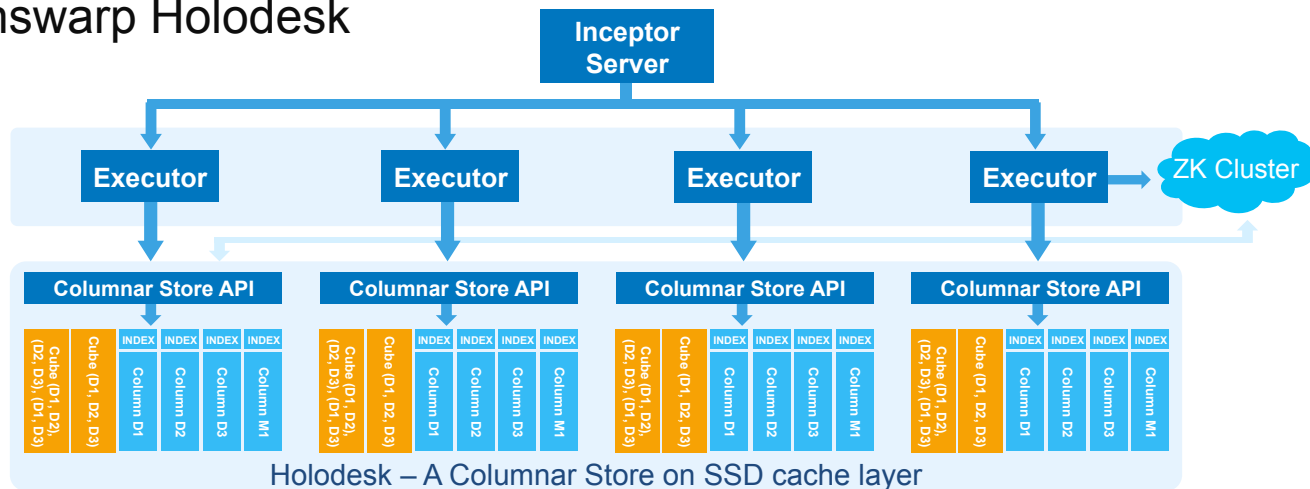 nswarp Holodesk
Inceptor
Server
Executor
Executor
Executor
Executor
ZK Cluster
Columnar Store API
Columnar Store API
Columnar Store API
Columnar Store API
Cube (D1, D2),
(D2, D3), (D1, D3)
Cube (D1, D2, D3)
INDEX
Column D1
INDEX
Column D2
INDEX
Column D3
INDEX
Column M1
Cube (D1, D2),
(D2, D3), (D1, D3)
Cube (D1, D2, D3)
INDEX
Column D1
INDEX
Column D2
INDEX
Column D3
INDEX
Column M1
Cube (D1, D2),
(D2, D3), (D1, D3)
Cube (D1, D2, D3)
INDEX
Column D1
INDEX
Column D2
INDEX
Column D3
INDEX
Column M1
Cube (D1, D2),
(D2, D3), (D1, D3)
Cube (D1, D2, D3)
INDEX
Column D1
INDEX
Column D2
INDEX
Column D3
INDEX
Column M1
Holodesk – A Columnar Store on SSD cache layer